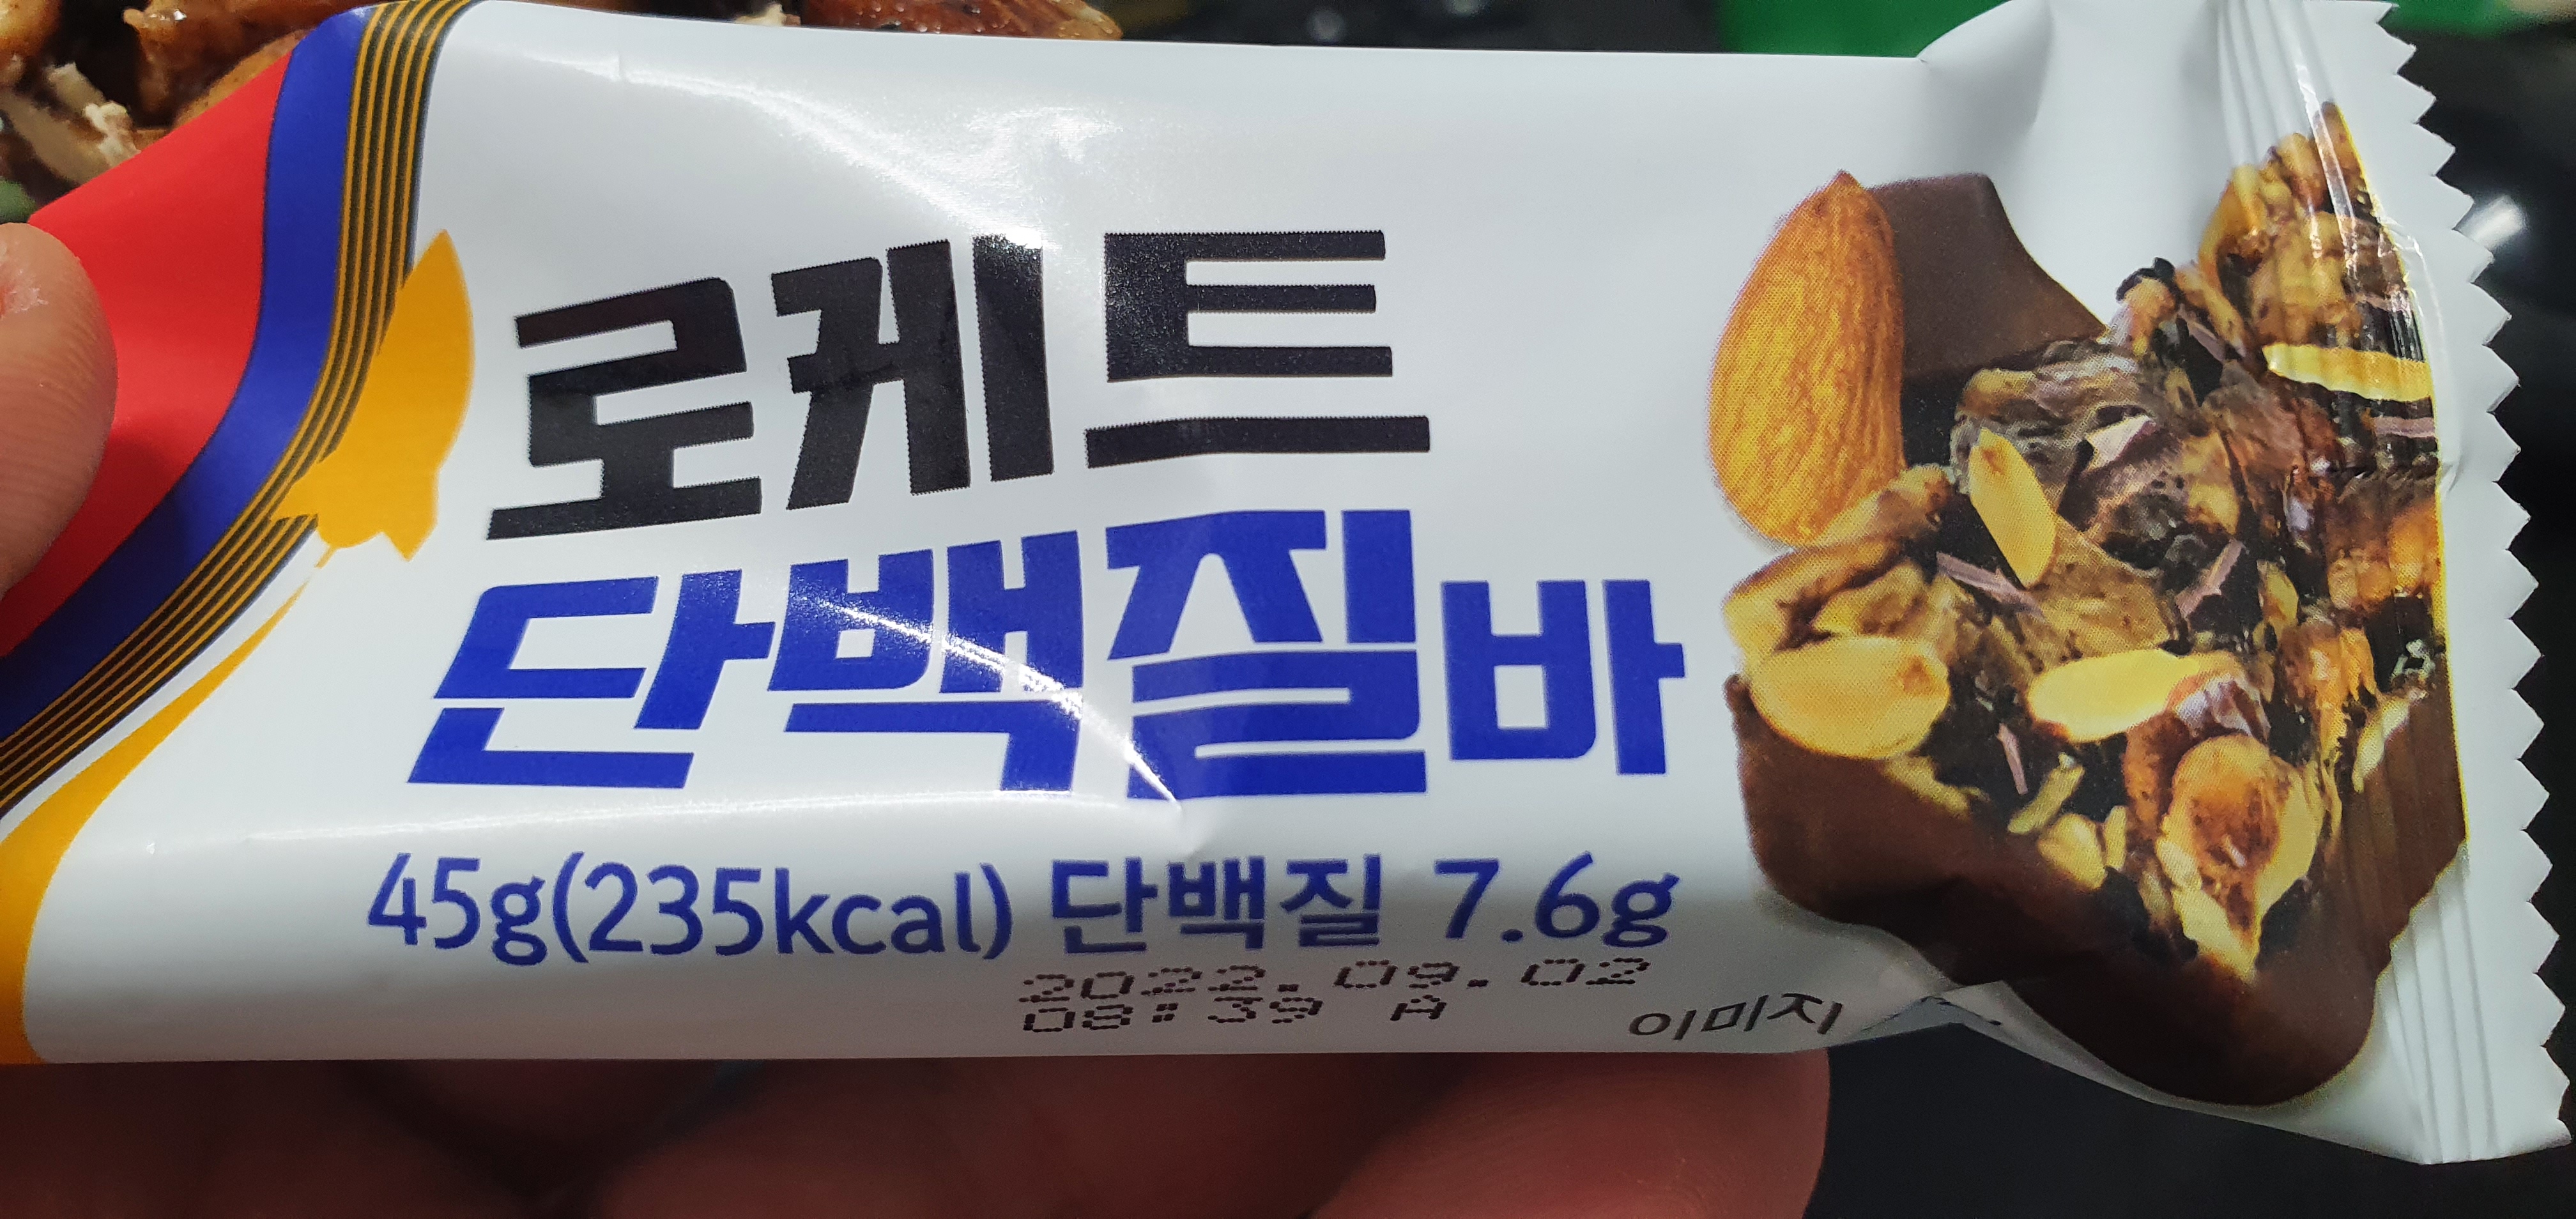 로케트
단백질바
45g(235kcal) 단백질 7.6g
2022.09.02
08:39 A
이미지